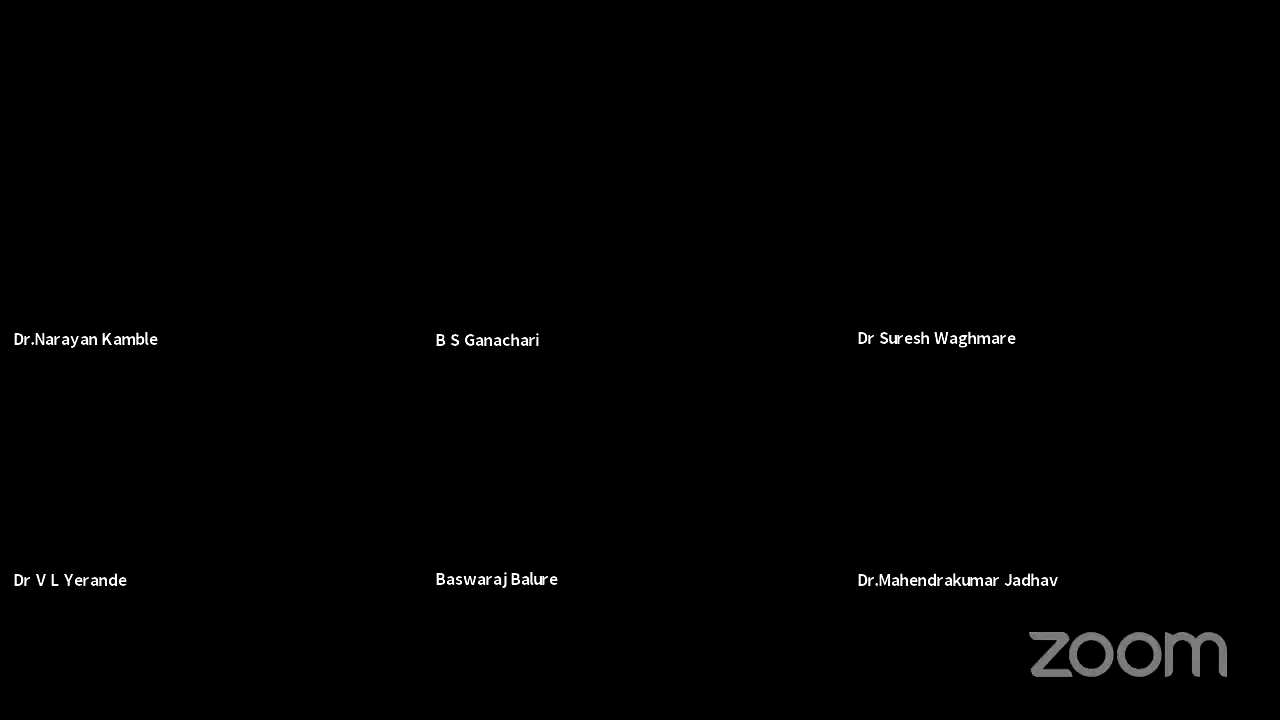 Dr.Narayan Kamble
B S Ganachari
Dr Suresh Waghmare
Dr V L Yerande
Baswaraj Balure
Dr.Mahendrakumar Jadhav
zoom